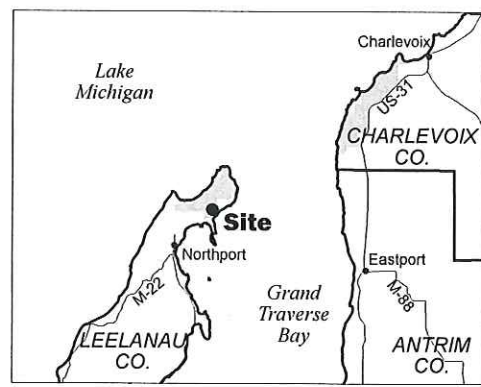 Charlevoix
Lake
Michigan
US-31
CHARLEVOIX
CO.
Site
Northport
Eastport
M-22
Grand
Traverse
Bay
M-88
LEELANAU
CO.
ANTRIM
CO.